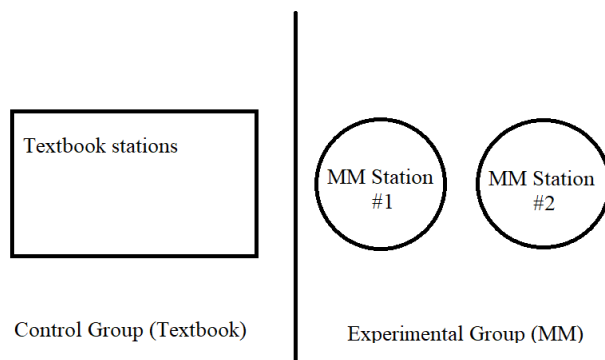 Textbook stations
MM Station
#1
MM Station
#2
Control Group (Textbook)
Experimental Group (MM)